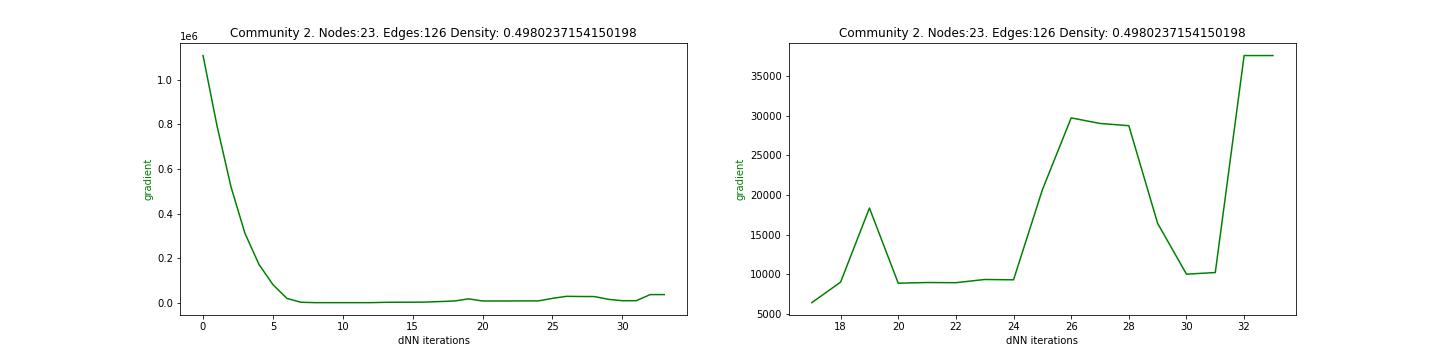 Community 2. Nodes:23. Edges:126 Density: 0.4980237154150198
1e6
1.0
0.8
0.6
0.4
0.2
0.0
gradient
0 5 10 15 20 25 30
dNN iterations
Community 2. Nodes:23. Edges:126 Density: 0.4980237154150198
35000
30000
25000
20000
15000
10000
5000
gradient
18 20 22 24 26 28 30 32
dNN iterations